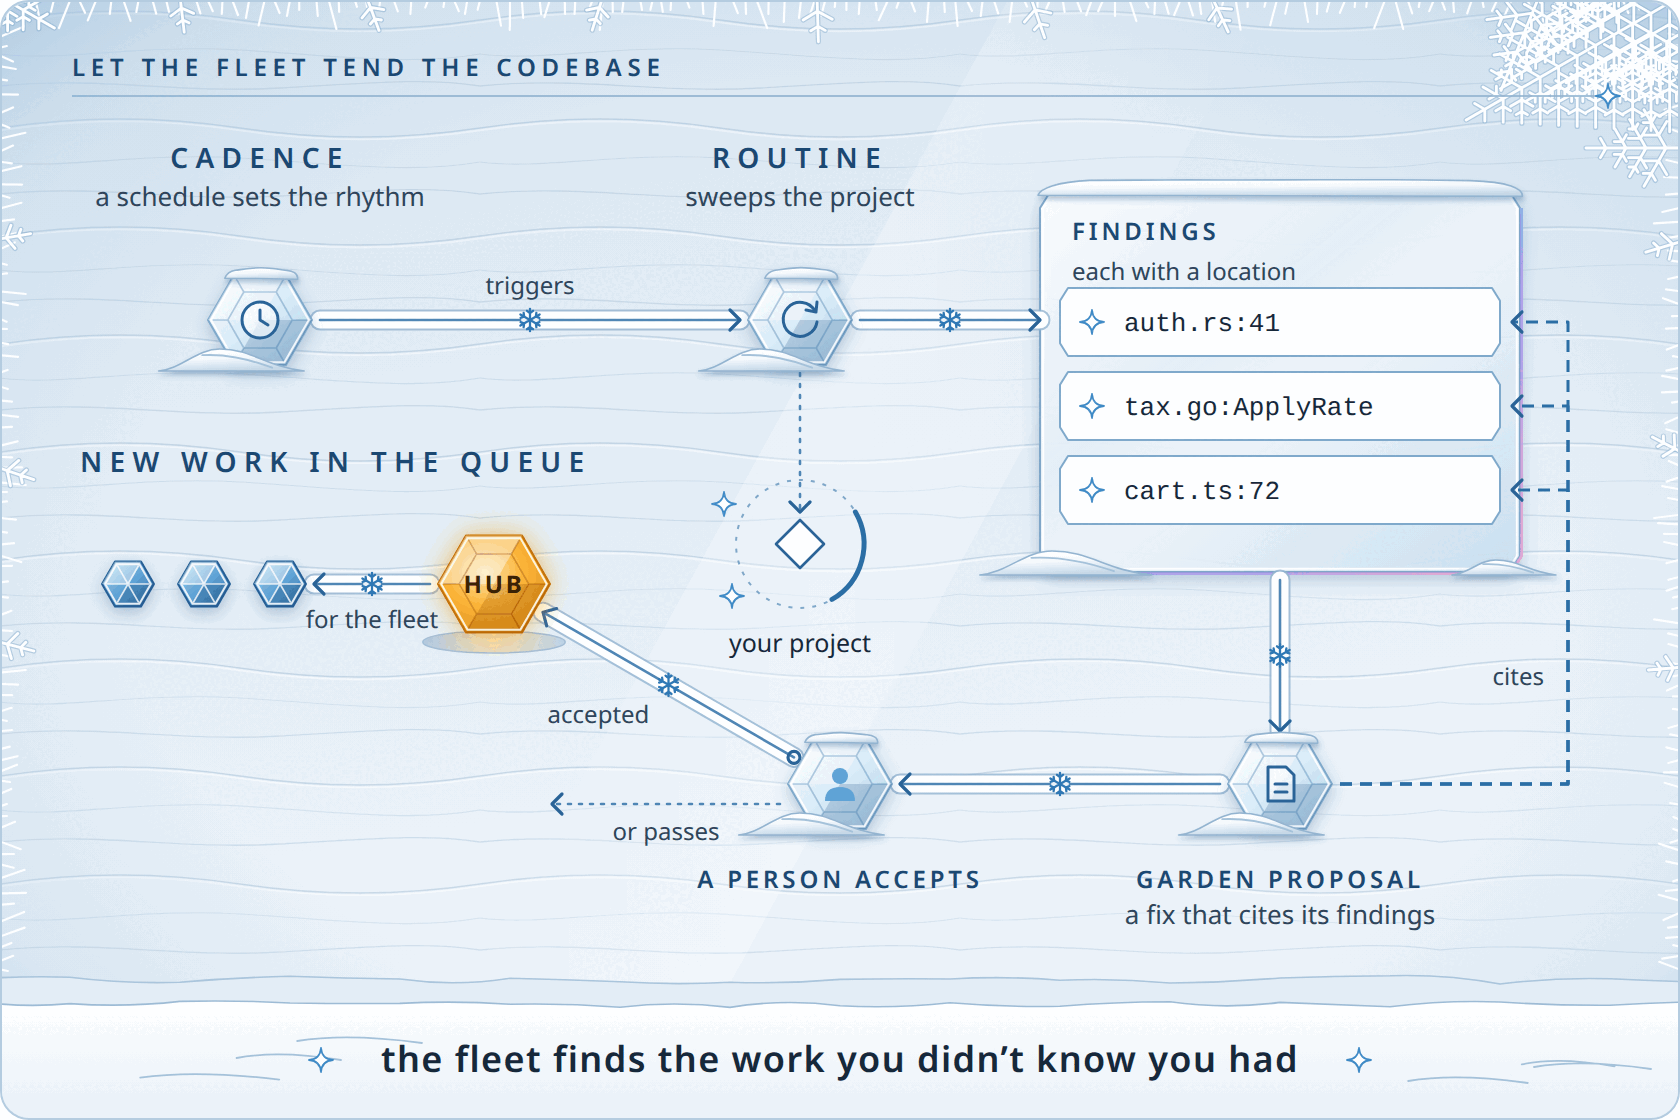 LET THE FLEET TEND THE CODEBASE
CADENCE
a schedule sets the rhythm
ROUTINE
sweeps the project
triggers
FINDINGS
each with a location
auth.rs:41
tax.go:ApplyRate
cart.ts:72
NEW WORK IN THE QUEUE
HUB
for the fleet
your project
accepted
cites
or passes
A PERSON ACCEPTS
GARDEN PROPOSAL
a fix that cites its findings
the fleet finds the work you didn’t know you had